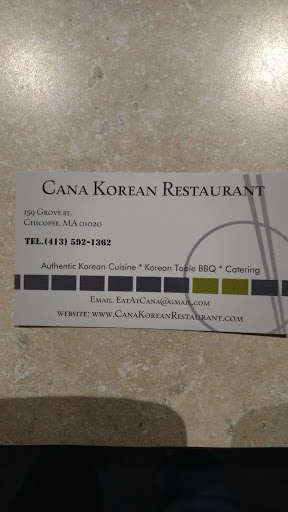 Cana Korean Restaurant
159 Grove st.
Chicopee, MA 01020
TEL.(413) 592-1362
Authentic Korean Cuisine * Korean Table BBQ * Catering
Email. EatAtCana@gmail.com
website: www.CanaKoreanRestaurant.com